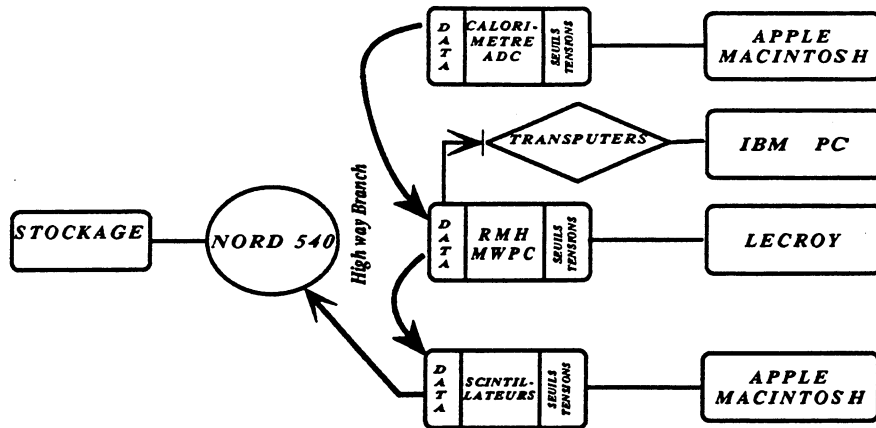 DATA
CALORI-
METRE
ADC
SEUILS
TENSIONS
APPLE
MACINTOSH
TRANSPUTERS
IBM PC
STOCKAGE
NORD 540
High way Branch
DATA
RMH
MWPC
SEUILS
TENSIONS
LECROY
DATA
SCINTIL-
LATEURS
SEUILS
TENSIONS
APPLE
MACINTOSH